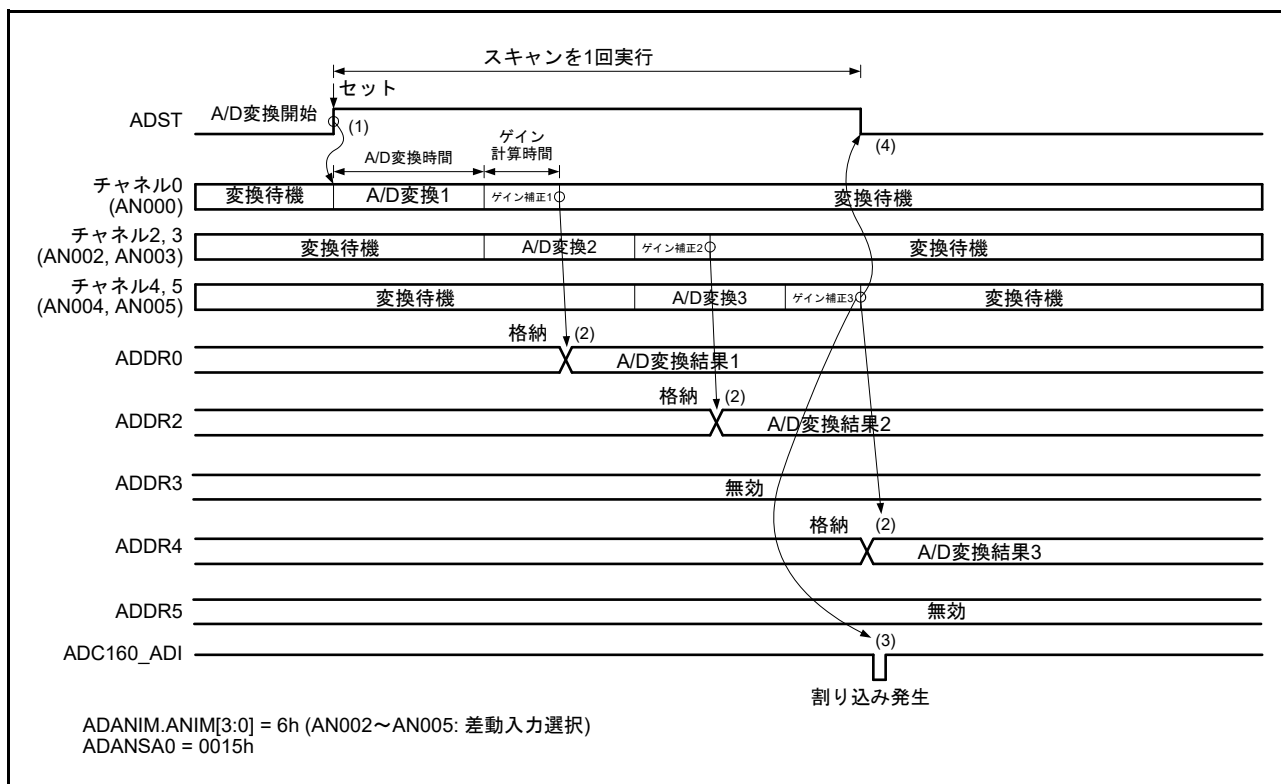 スキャンを1回実行
セット
ADST
A/D変換開始
(1)
(4)
A/D変換時間
ゲイン
計算時間
チャネル0
(AN000)
変換待機
A/D変換1
ゲイン補正1
変換待機
チャネル2, 3
(AN002, AN003)
変換待機
A/D変換2
ゲイン補正2
変換待機
チャネル4, 5
(AN004, AN005)
変換待機
A/D変換3
ゲイン補正3
変換待機
格納
(2)
ADDR0
A/D変換結果1
格納
(2)
ADDR2
A/D変換結果2
ADDR3
無効
格納
(2)
ADDR4
A/D変換結果3
ADDR5
無効
ADC160_ADI
(3)
割り込み発生
ADANIM.ANIM[3:0] = 6h (AN002～AN005: 差動入力選択)
ADANSA0 = 0015h